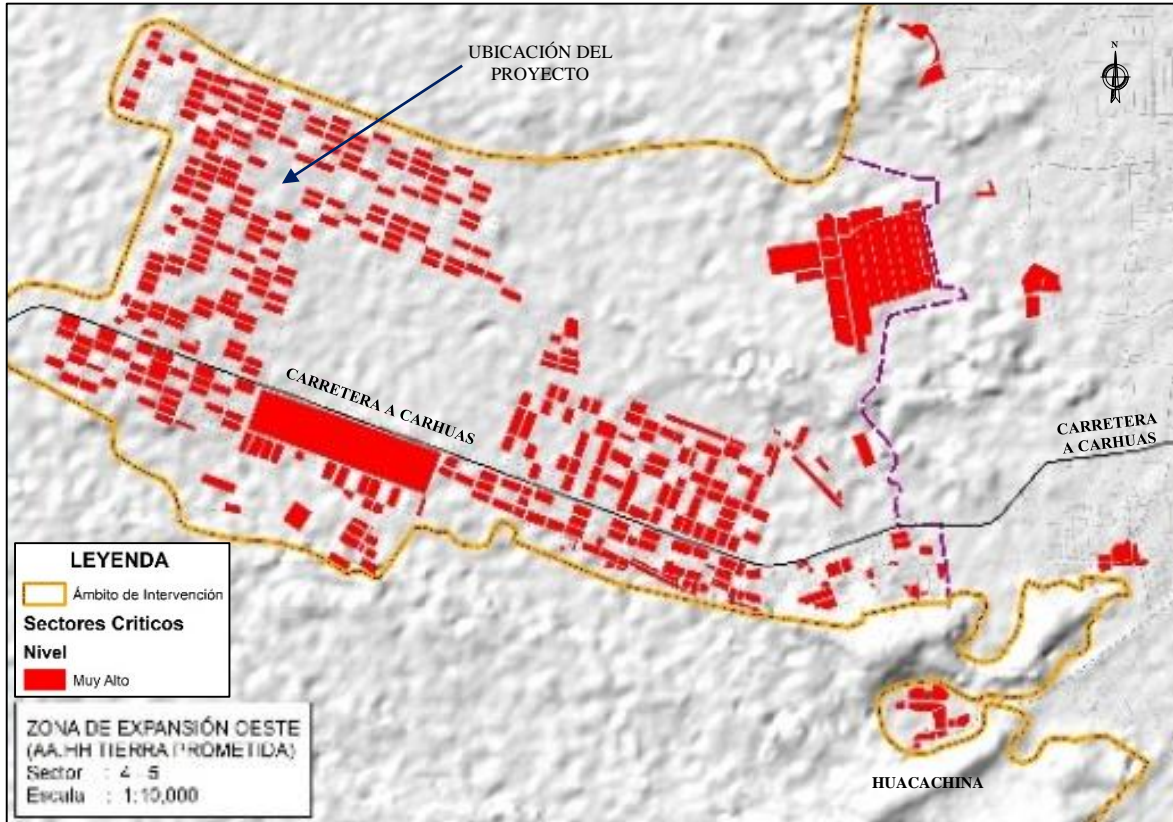 UBICACIÓN DEL
PROYECTO
N
CARRETERA A CARHUAS
CARRETERA
A CARHUAS
LEYENDA
Ámbito de Intervención
Sectores Criticos
Nivel
Muy Alto
ZONA DE EXPANSIÓN OESTE
(AA.HH TIERRA PROMETIDA)
Sector : 4 - 5
Escala : 1:10,000
HUACACHINA